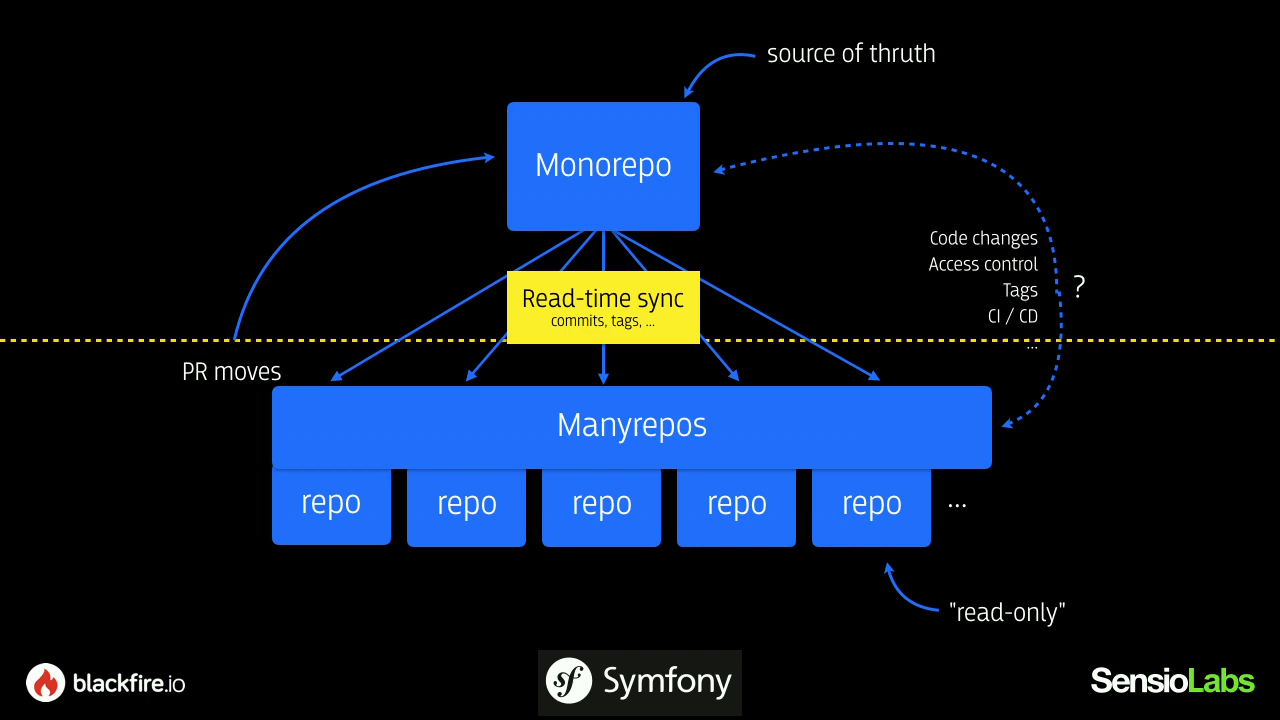 source of thruth
Monorepo
Code changes
Access control
Tags
CI / CD
...
?
Read-time sync
commits, tags, ...
PR moves
Manyrepos
repo
repo
repo
repo
repo
...
"read-only"
blackfire.io
sf Symfony
SensioLabs